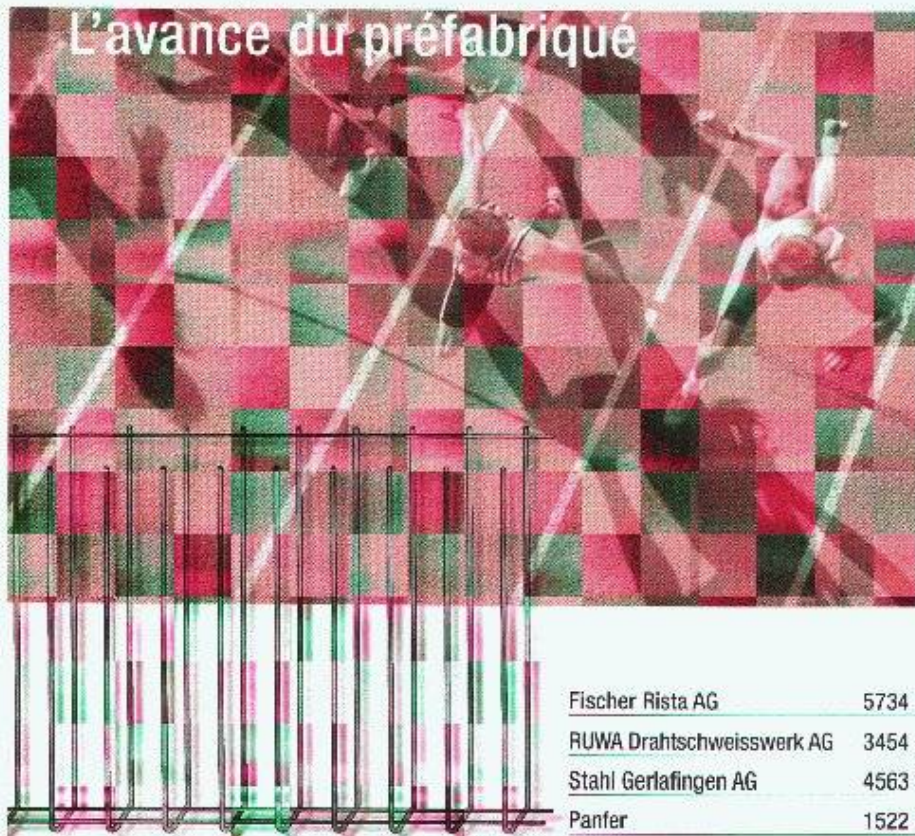 L'avance du préfabriqué
Fischer Rista AG 5734
RUWA Drahtschweisswerk AG 3454
Stahl Gerlafingen AG 4563
Panfer 1522